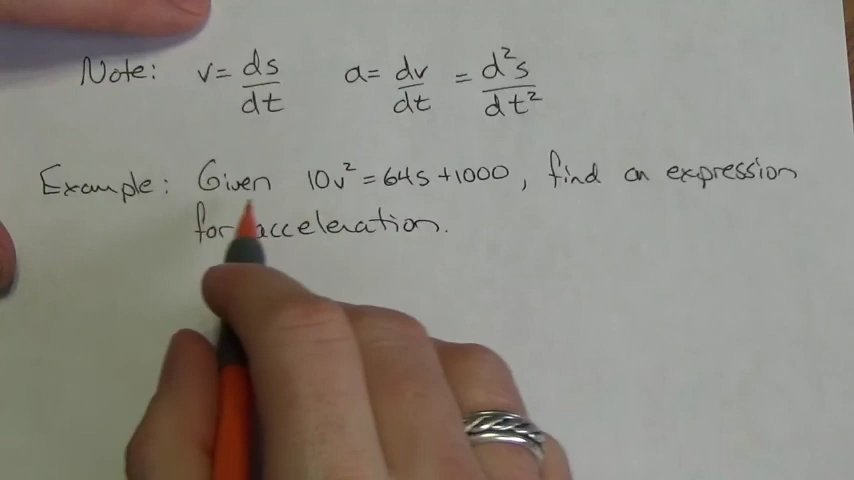 Note: v = ds/dt a = dv/dt = d²s/dt²
Example: Given 10v² = 64s + 1000, find an expression
for acceleration.